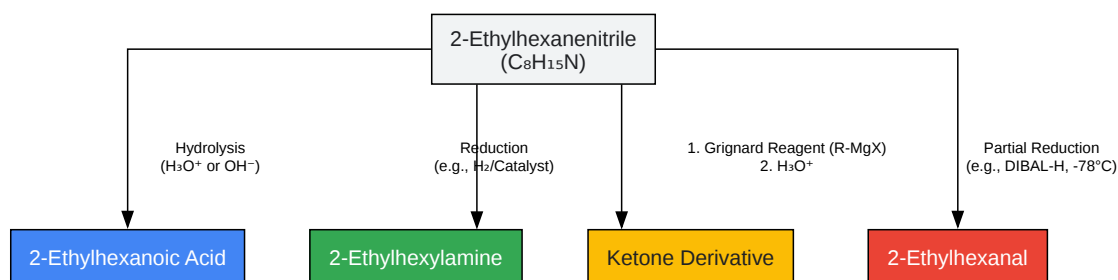 2-Ethylhexanenitrile
(C₈H₁₅N)
Hydrolysis
(H₃O⁺ or OH⁻)
Reduction
(e.g., H₂/Catalyst)
1. Grignard Reagent (R-MgX)
2. H₃O⁺
Partial Reduction
(e.g., DIBAL-H, -78°C)
2-Ethylhexanoic Acid
2-Ethylhexylamine
Ketone Derivative
2-Ethylhexanal